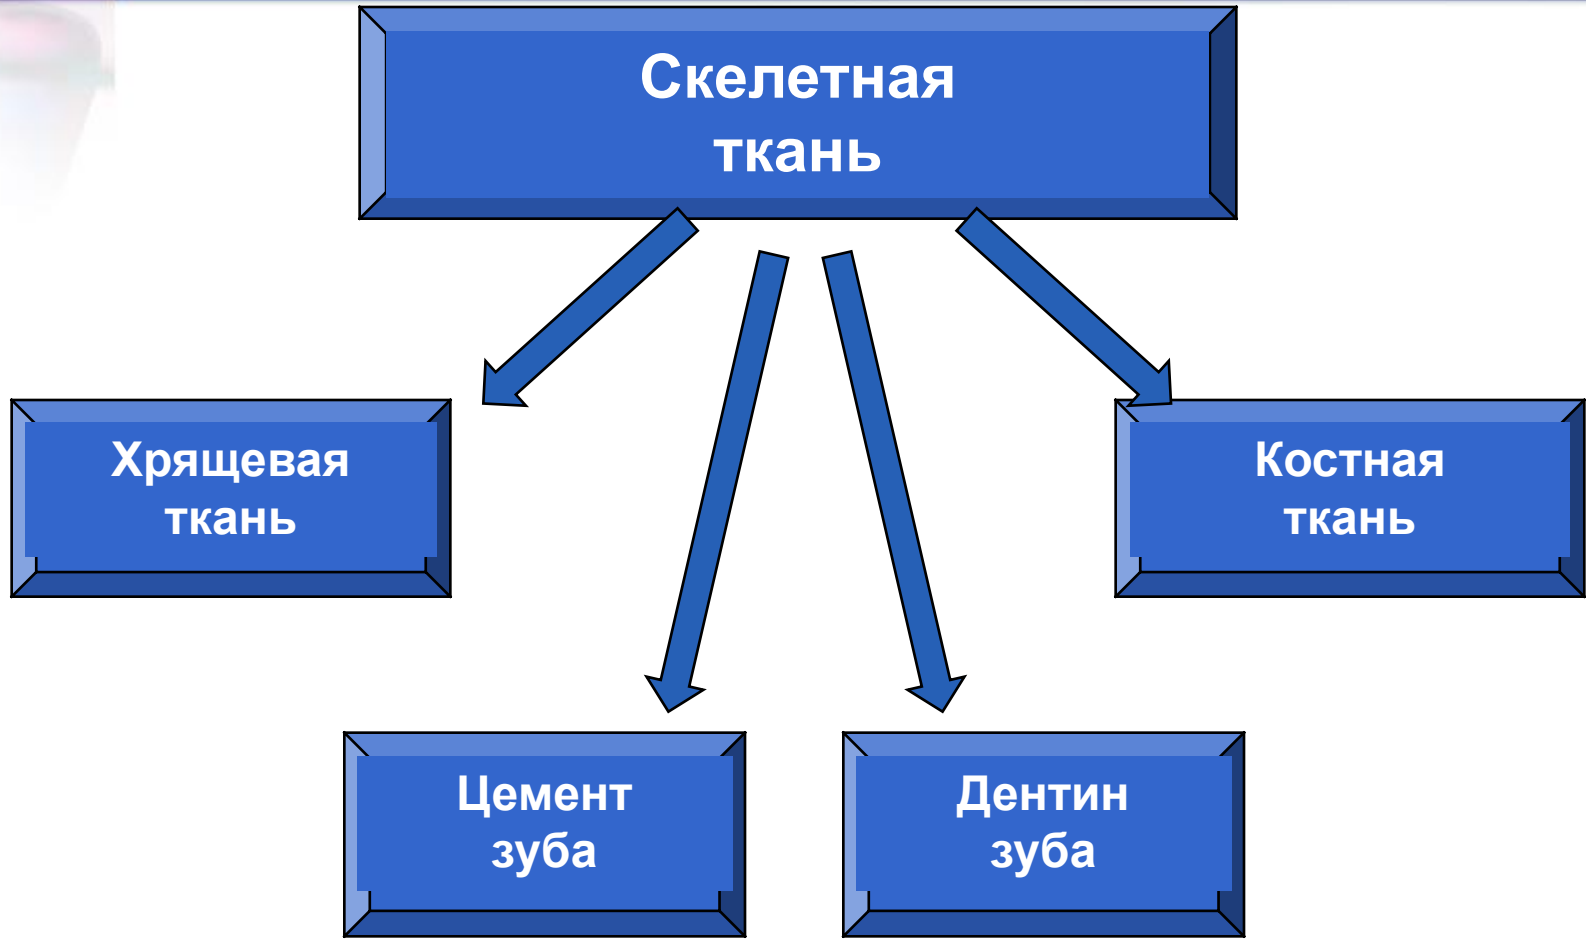 Скелетная
ткань
Хрящевая
ткань
Костная
ткань
Цемент
зуба
Дентин
зуба